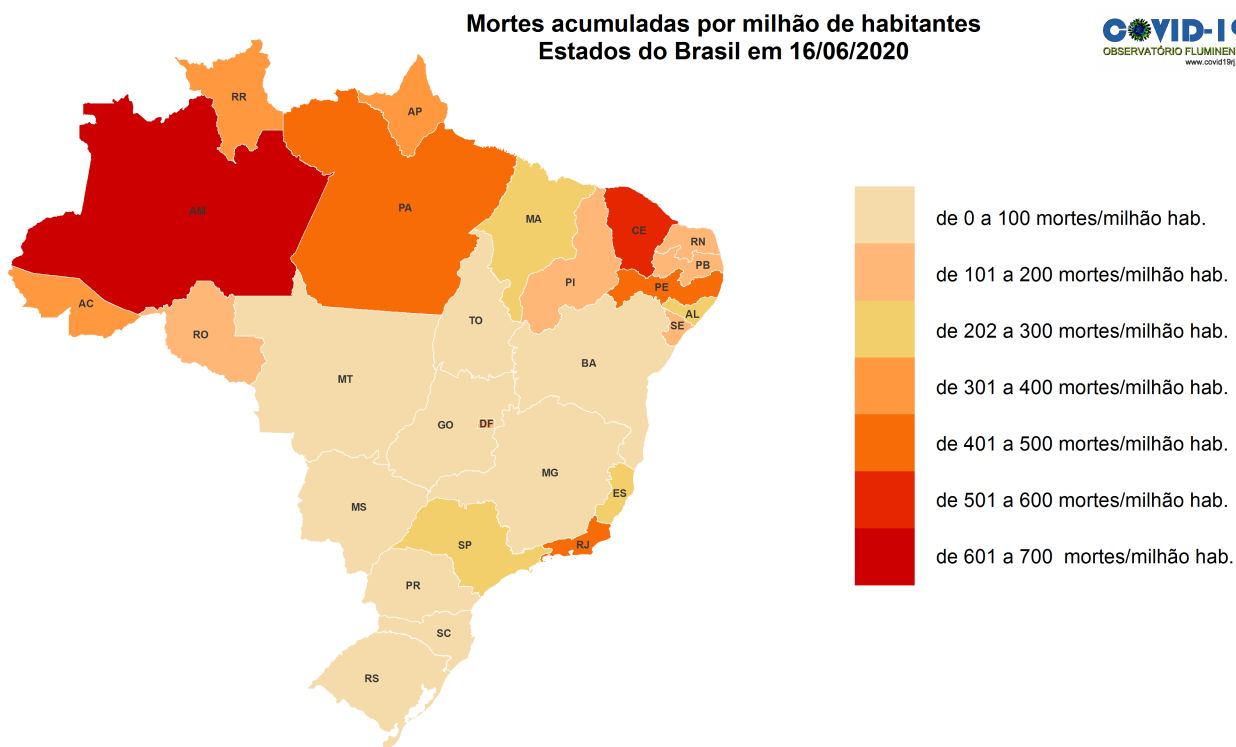 Mortes acumuladas por milhão de habitantes
Estados do Brasil em 16/06/2020
COVID-19
OBSERVATÓRIO FLUMINEN
www.covid19rj
RR
AP
AM
PA
MA
CE
RN
PB
PI
PE
AC
AL
SE
RO
TO
BA
MT
GO
DF
MG
MS
ES
SP
RJ
PR
SC
RS
de 0 a 100 mortes/milhão hab.
de 101 a 200 mortes/milhão hab.
de 202 a 300 mortes/milhão hab.
de 301 a 400 mortes/milhão hab.
de 401 a 500 mortes/milhão hab.
de 501 a 600 mortes/milhão hab.
de 601 a 700 mortes/milhão hab.